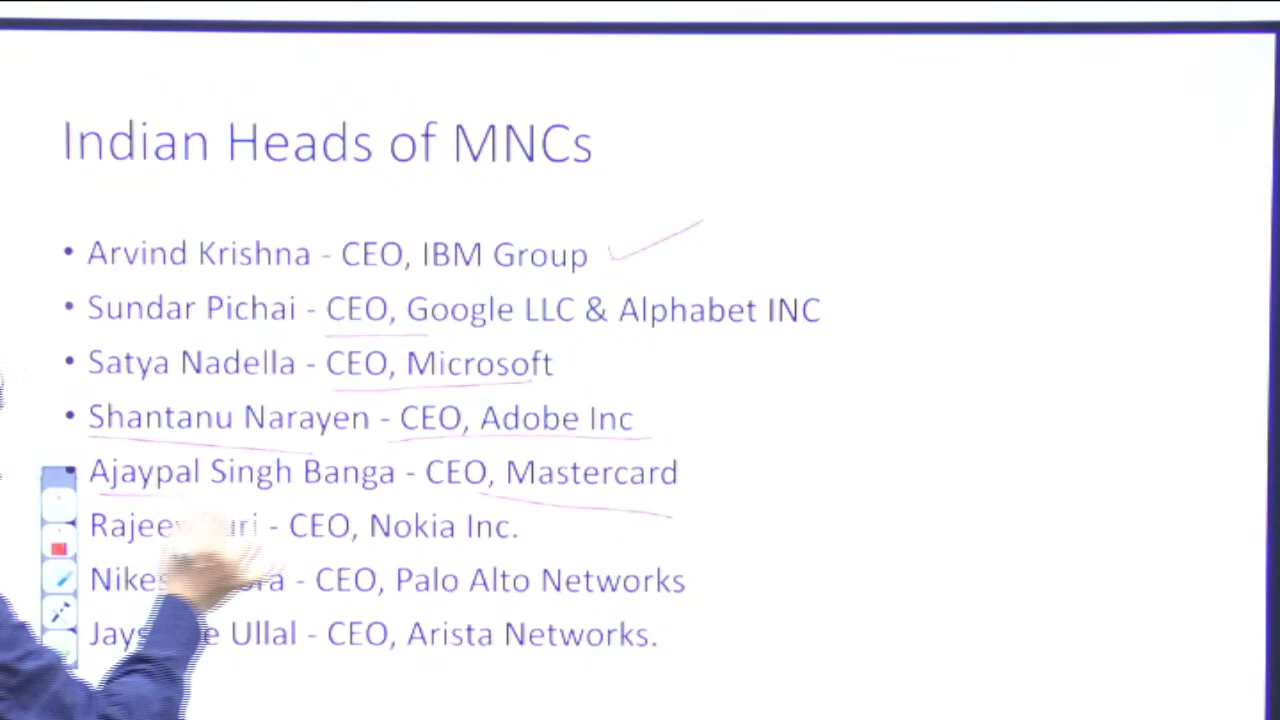 Indian Heads of MNCs
• Arvind Krishna - CEO, IBM Group
• Sundar Pichai - CEO, Google LLC & Alphabet INC
• Satya Nadella - CEO, Microsoft
• Shantanu Narayen - CEO, Adobe Inc
• Ajaypal Singh Banga - CEO, Mastercard
- CEO, Nokia Inc.
- CEO, Palo Alto Networks
Ullal - CEO, Arista Networks.